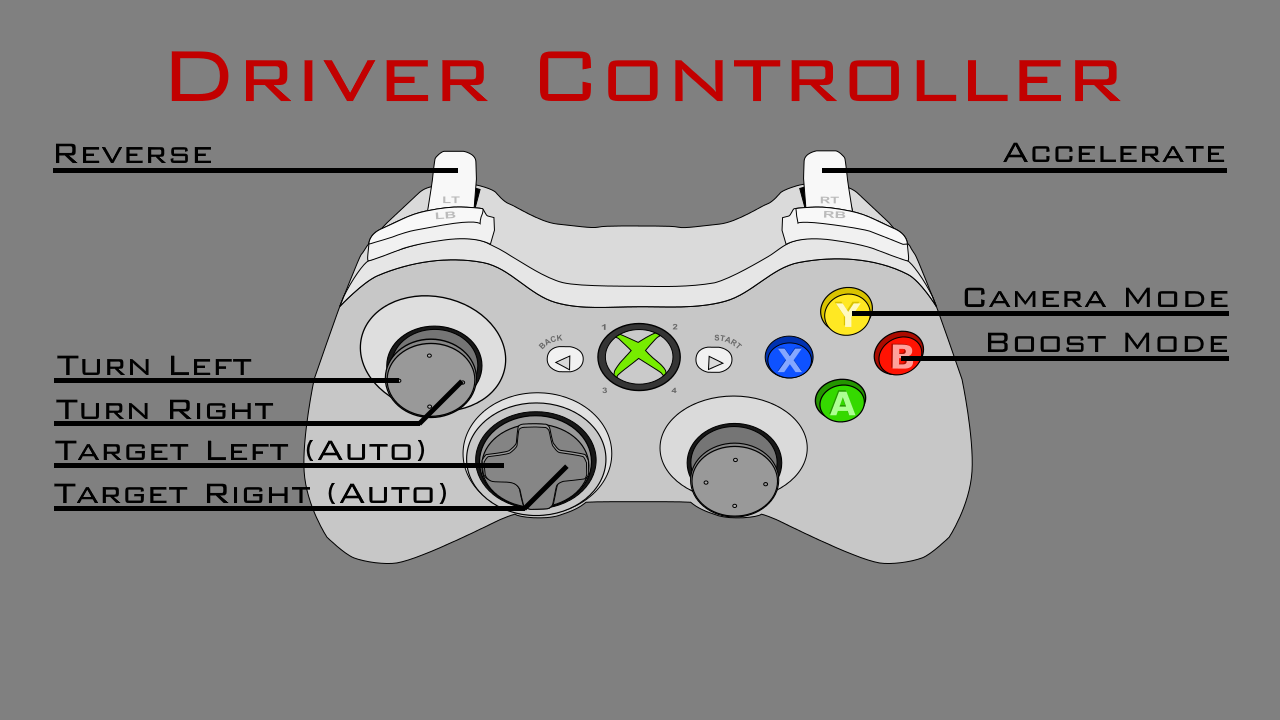 Driver Controller
Reverse
Accelerate
LT
RT
LB
RB
Camera Mode
Y
1
2
BACK
START
Boost Mode
X
B
Turn Left
3
4
A
Turn Right
Target Left (Auto)
Target Right (Auto)